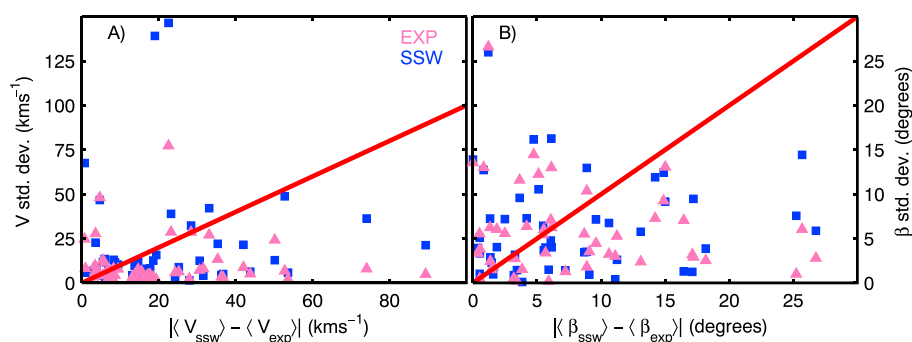 A)
EXP
SSW
V std. dev. (kms⁻¹)
125
100
75
50
25
0
0 20 40 60 80
|⟨ V_ssw⟩ − ⟨ V_exp⟩| (kms⁻¹)
B)
β std. dev. (degrees)
25
20
15
10
5
0
0 5 10 15 20 25
|⟨ β_ssw⟩ − ⟨ β_exp⟩| (degrees)